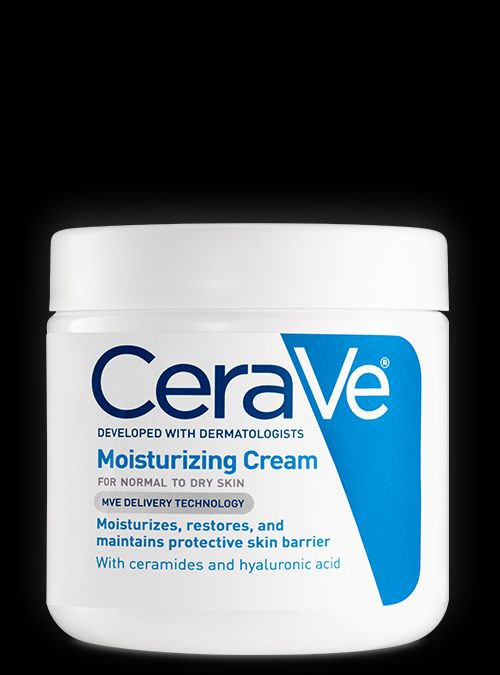 CeraVe®
DEVELOPED WITH DERMATOLOGISTS
Moisturizing Cream
FOR NORMAL TO DRY SKIN
MVE DELIVERY TECHNOLOGY
Moisturizes, restores, and
maintains protective skin barrier
With ceramides and hyaluronic acid